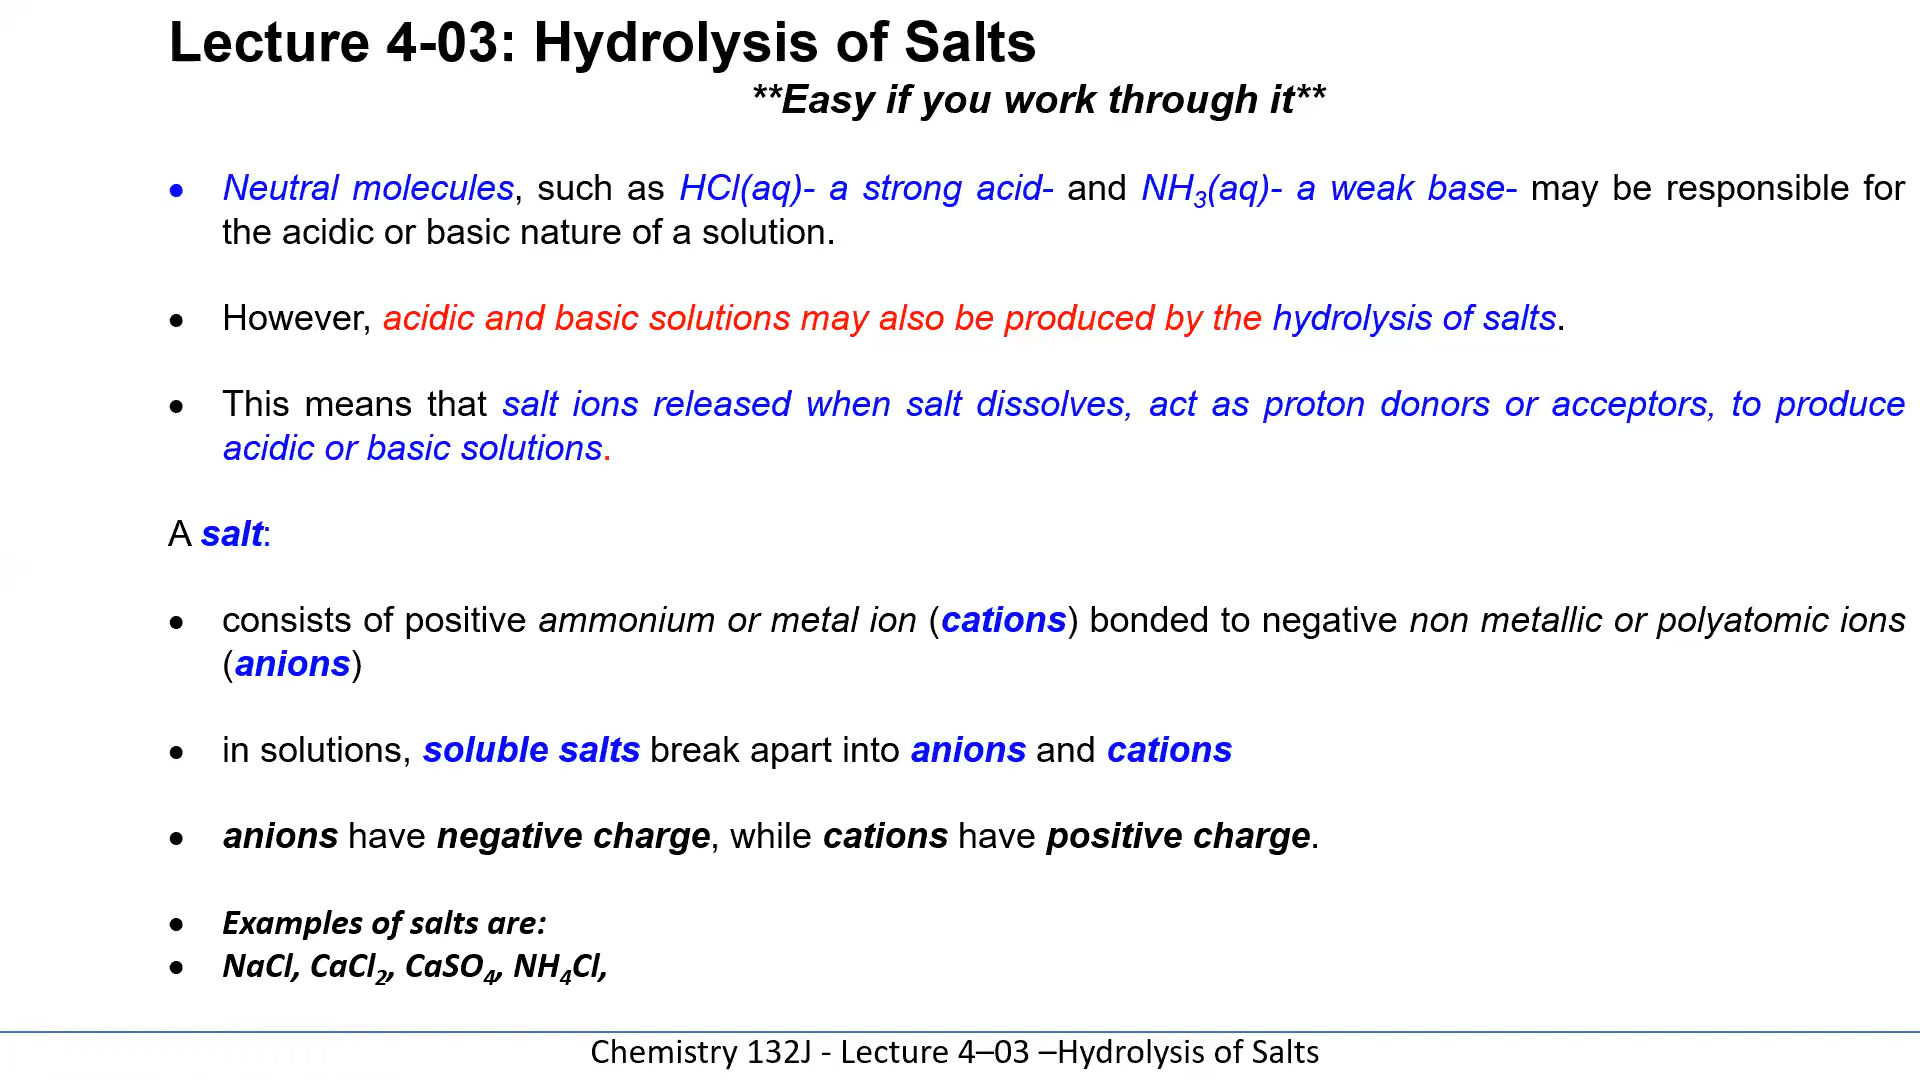 Lecture 4-03: Hydrolysis of Salts
**Easy if you work through it**
• Neutral molecules, such as HCl(aq)- a strong acid- and NH₃(aq)- a weak base- may be responsible for
the acidic or basic nature of a solution.
• However, acidic and basic solutions may also be produced by the hydrolysis of salts.
• This means that salt ions released when salt dissolves, act as proton donors or acceptors, to produce
acidic or basic solutions.
A salt:
• consists of positive ammonium or metal ion (cations) bonded to negative non metallic or polyatomic ions
(anions)
• in solutions, soluble salts break apart into anions and cations
• anions have negative charge, while cations have positive charge.
• Examples of salts are:
• NaCl, CaCl₂, CaSO₄, NH₄Cl,
Chemistry 132J - Lecture 4–03 –Hydrolysis of Salts